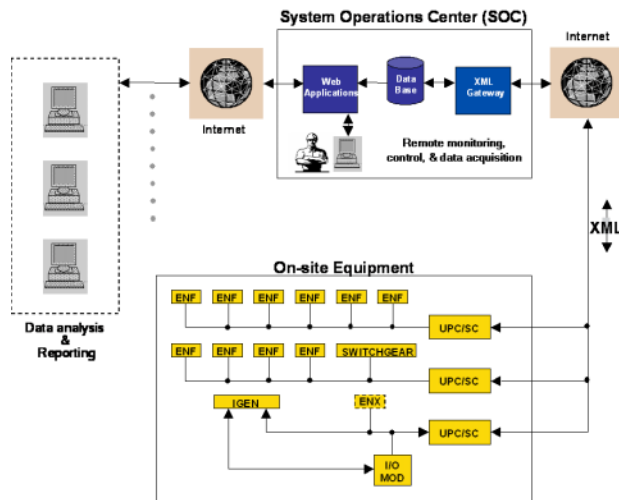 System Operations Center (SOC)
Internet
Internet
Web
Applications
Data
Base
XML
Gateway
Remote monitoring,
control, & data acquisition
XML
Data analysis
&
Reporting
On-site Equipment
ENF ENF ENF ENF ENF ENF
UPC/SC
ENF ENF ENF ENF SWITCHGEAR
UPC/SC
IGEN ENX
UPC/SC
I/O
MOD